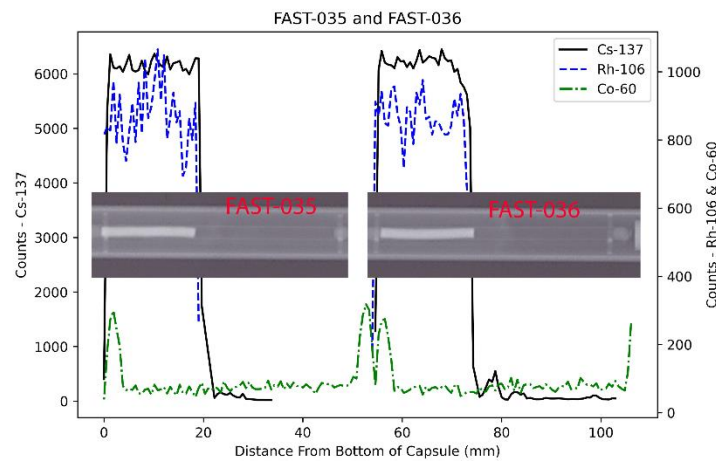 FAST-035 and FAST-036
Cs-137
Rh-106
Co-60
FAST-035
FAST-036
Counts - Cs-137
6000
5000
4000
3000
2000
1000
0
Counts - Rh-106 & Co-60
1000
800
600
400
200
0
0 20 40 60 80 100
Distance From Bottom of Capsule (mm)